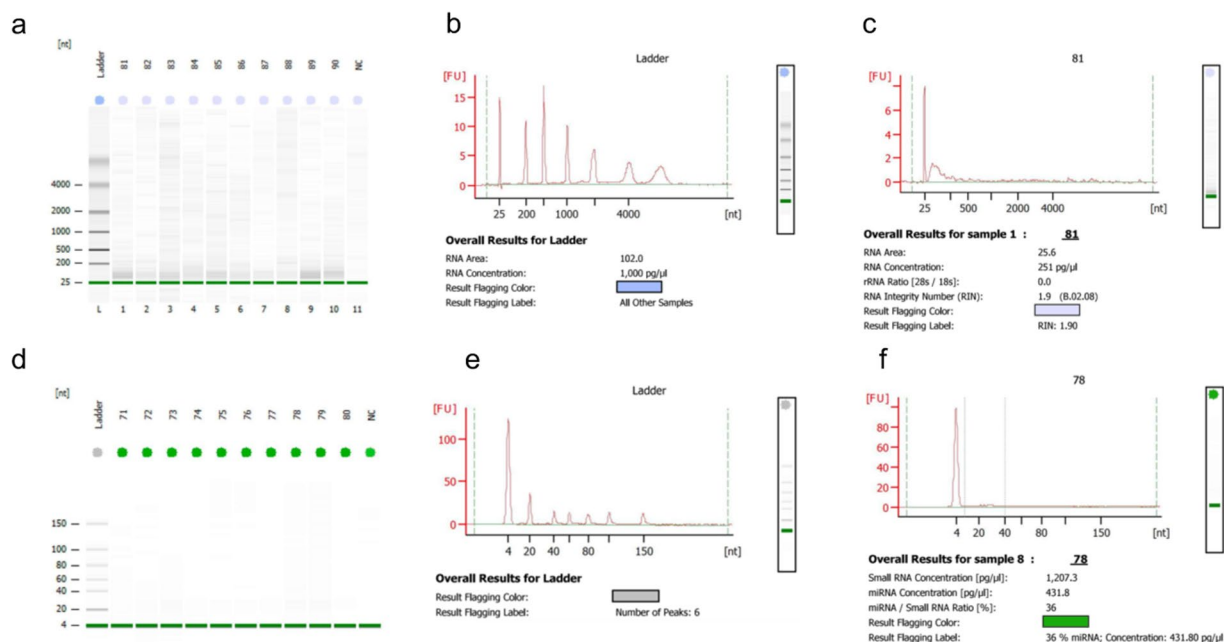 a
[nt]
Ladder 81 82 83 84 85 86 87 88 89 90 NC
4000
2000
1000
500
200
25
L 1 2 3 4 5 6 7 8 9 10 11
b
Ladder
[FU]
15
10
5
0
25 200 1000 4000 [nt]
Overall Results for Ladder
RNA Area: 102.0
RNA Concentration: 1,000 pg/µl
Result Flagging Color:
Result Flagging Label: All Other Samples
c
81
[FU]
6
4
2
0
25 500 2000 4000 [nt]
Overall Results for sample 1 : 81
RNA Area: 25.6
RNA Concentration: 251 pg/µl
rRNA Ratio [28s / 18s]: 0.0
RNA Integrity Number (RIN): 1.9 (B.02.08)
Result Flagging Color:
Result Flagging Label: RIN: 1.90
d
[nt]
Ladder 71 72 73 74 75 76 77 78 79 80 NC
150
100
80
60
40
20
4
e
Ladder
[FU]
100
50
0
4 20 40 80 150 [nt]
Overall Results for Ladder
Result Flagging Color:
Result Flagging Label: Number of Peaks: 6
f
78
[FU]
80
60
40
20
0
4 20 40 80 150 [nt]
Overall Results for sample 8 : 78
Small RNA Concentration [pg/µl]: 1,207.3
miRNA Concentration [pg/µl]: 431.8
miRNA / Small RNA Ratio [%]: 36
Result Flagging Color:
Result Flagging Label: 36 % miRNA; Concentration: 431.80 pg/µl